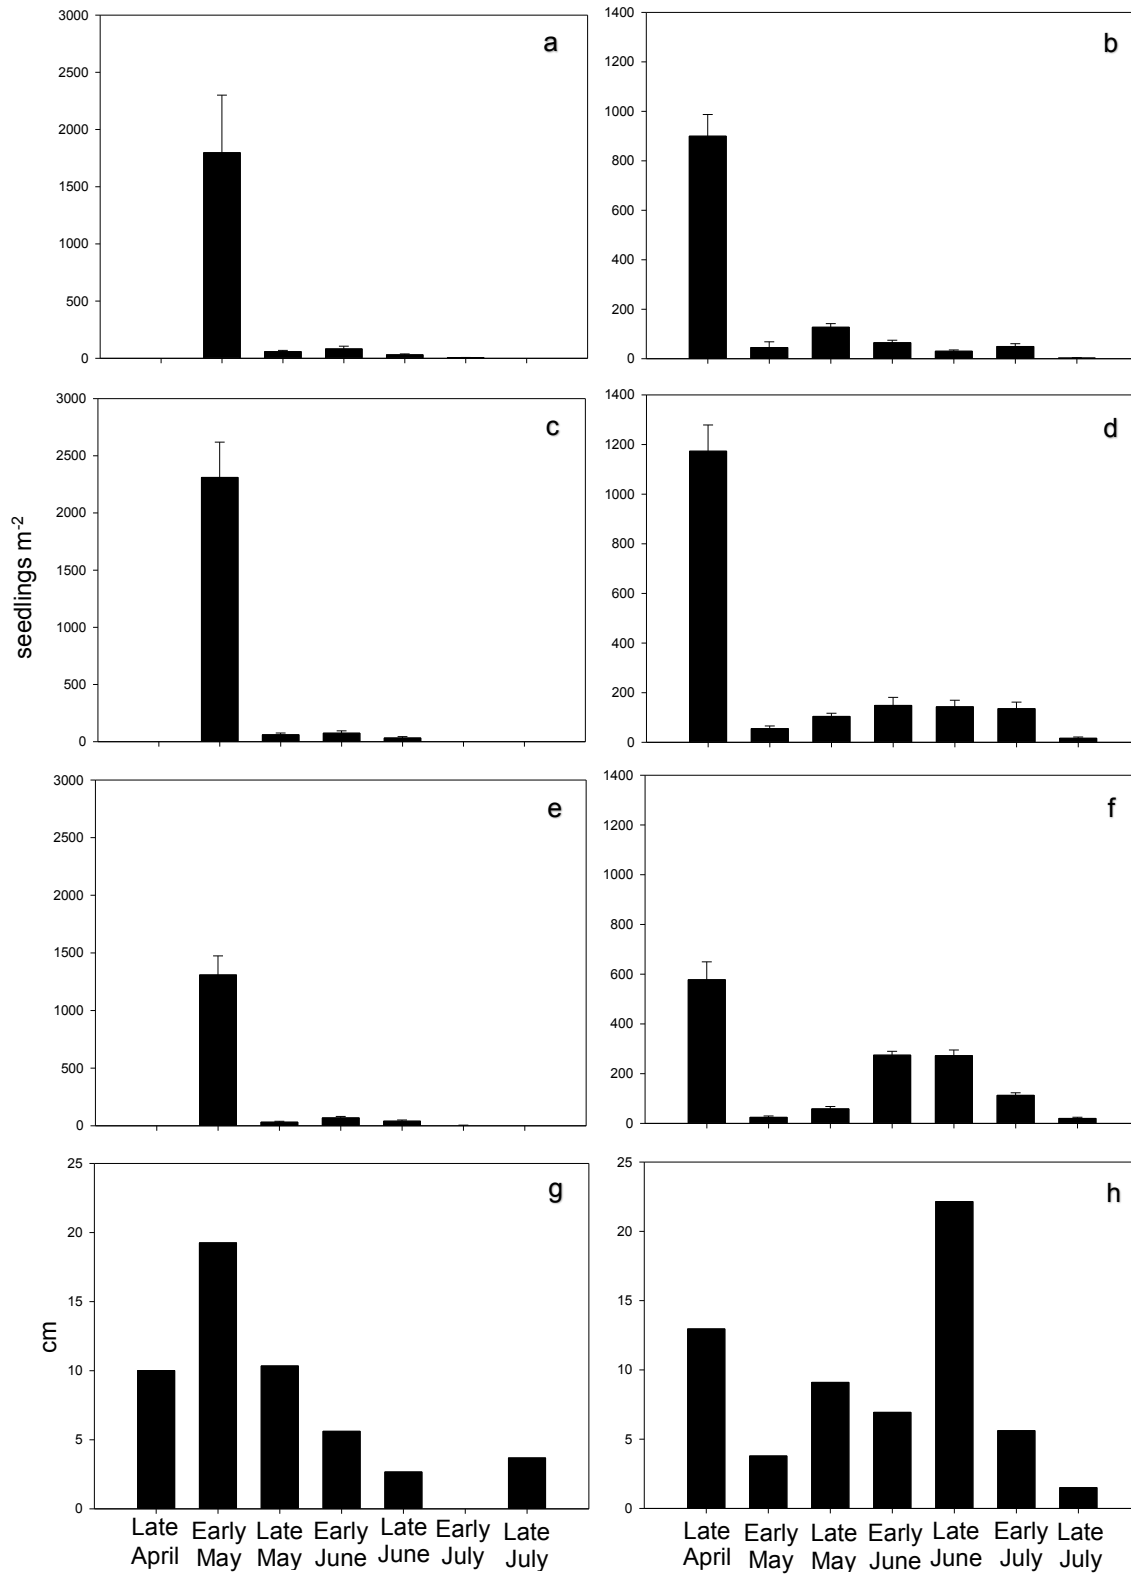 3000
2500
2000
1500
1000
500
0
a
1400
1200
1000
800
600
400
200
0
b
3000
2500
2000
1500
1000
500
0
c
1400
1200
1000
800
600
400
200
0
d
seedlings m-2
3000
2500
2000
1500
1000
500
0
e
1400
1200
1000
800
600
400
200
0
f
25
20
15
10
5
0
g
cm
25
20
15
10
5
0
h
Late April
Early May
Late May
Early June
Late June
Early July
Late July
Late April
Early May
Late May
Early June
Late June
Early July
Late July